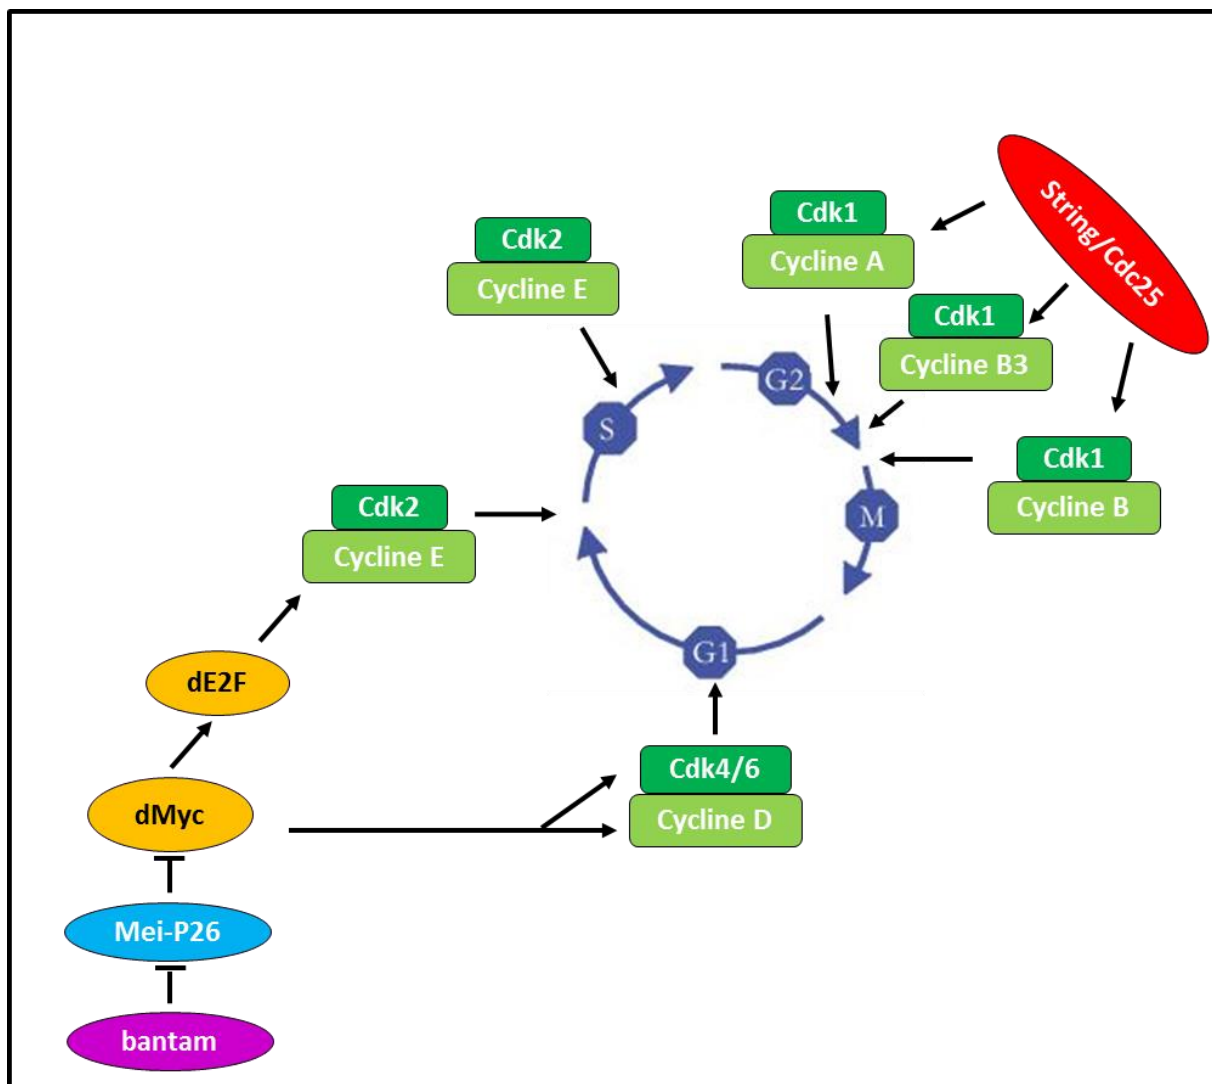 Cdk1
Cycline A
String/Cdc25
Cdk2
Cycline E
Cdk1
Cycline B3
G2
S
Cdk1
Cycline B
Cdk2
Cycline E
M
G1
dE2F
Cdk4/6
Cycline D
dMyc
Mei-P26
bantam